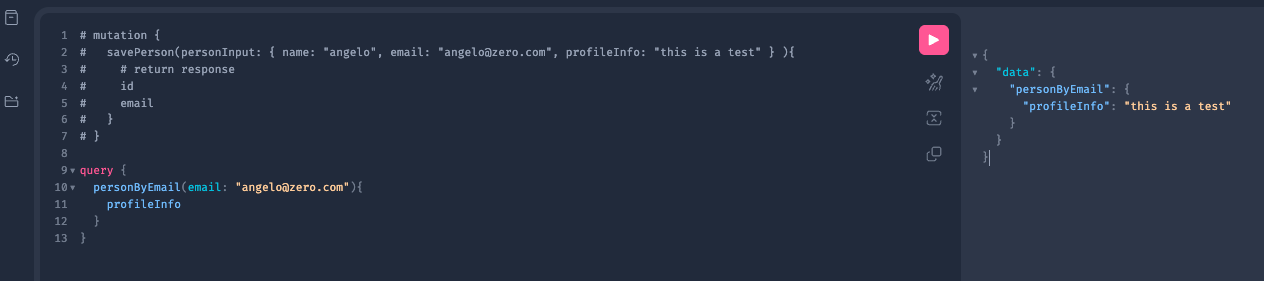 1 # mutation {
2 #   savePerson(personInput: { name: "angelo", email: "angelo@zero.com", profileInfo: "this is a test" } ){
3 #     # return response
4 #     id
5 #     email
6 #   }
7 # }
8
9 query {
10   personByEmail(email: "angelo@zero.com"){
11     profileInfo
12   }
13 }
{
  "data": {
    "personByEmail": {
      "profileInfo": "this is a test"
    }
  }
}